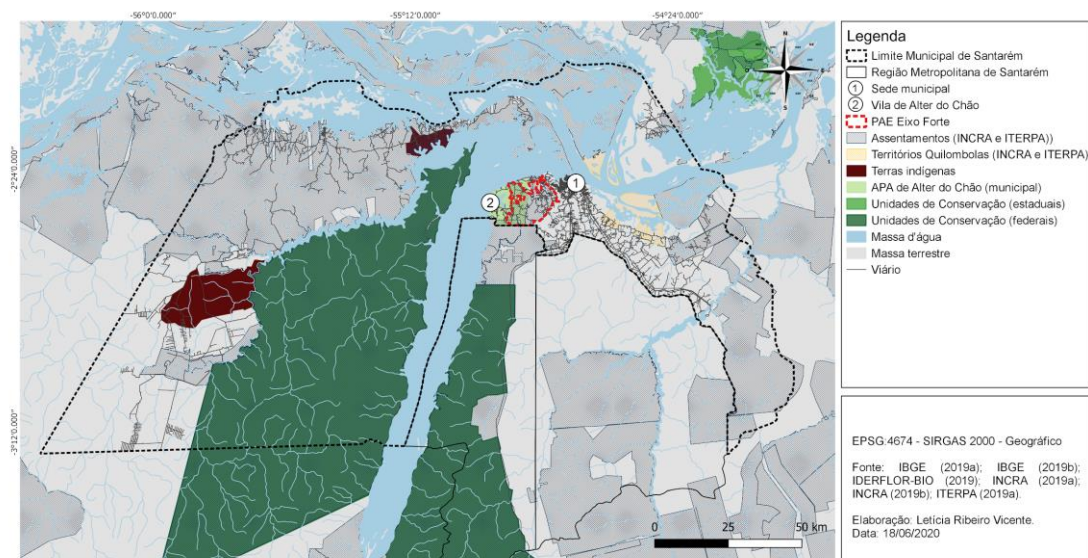 -56°0'0.000"
-55°12'0.000"
-54°24'0.000"
-2°24'0.000"
-3°12'0.000"
1
2
N
0 25 50 km
Legenda
Limite Municipal de Santarém
Região Metropolitana de Santarém
1 Sede municipal
2 Vila de Alter do Chão
PAE Eixo Forte
Assentamentos (INCRA e ITERPA))
Territórios Quilombolas (INCRA e ITERPA)
Terras indígenas
APA de Alter do Chão (municipal)
Unidades de Conservação (estaduais)
Unidades de Conservação (federais)
Massa d'água
Massa terrestre
Viário
EPSG:4674 - SIRGAS 2000 - Geográfico
Fonte: IBGE (2019a); IBGE (2019b);
IDERFLOR-BIO (2019); INCRA (2019a);
INCRA (2019b); ITERPA (2019a).
Elaboração: Letícia Ribeiro Vicente.
Data: 18/06/2020